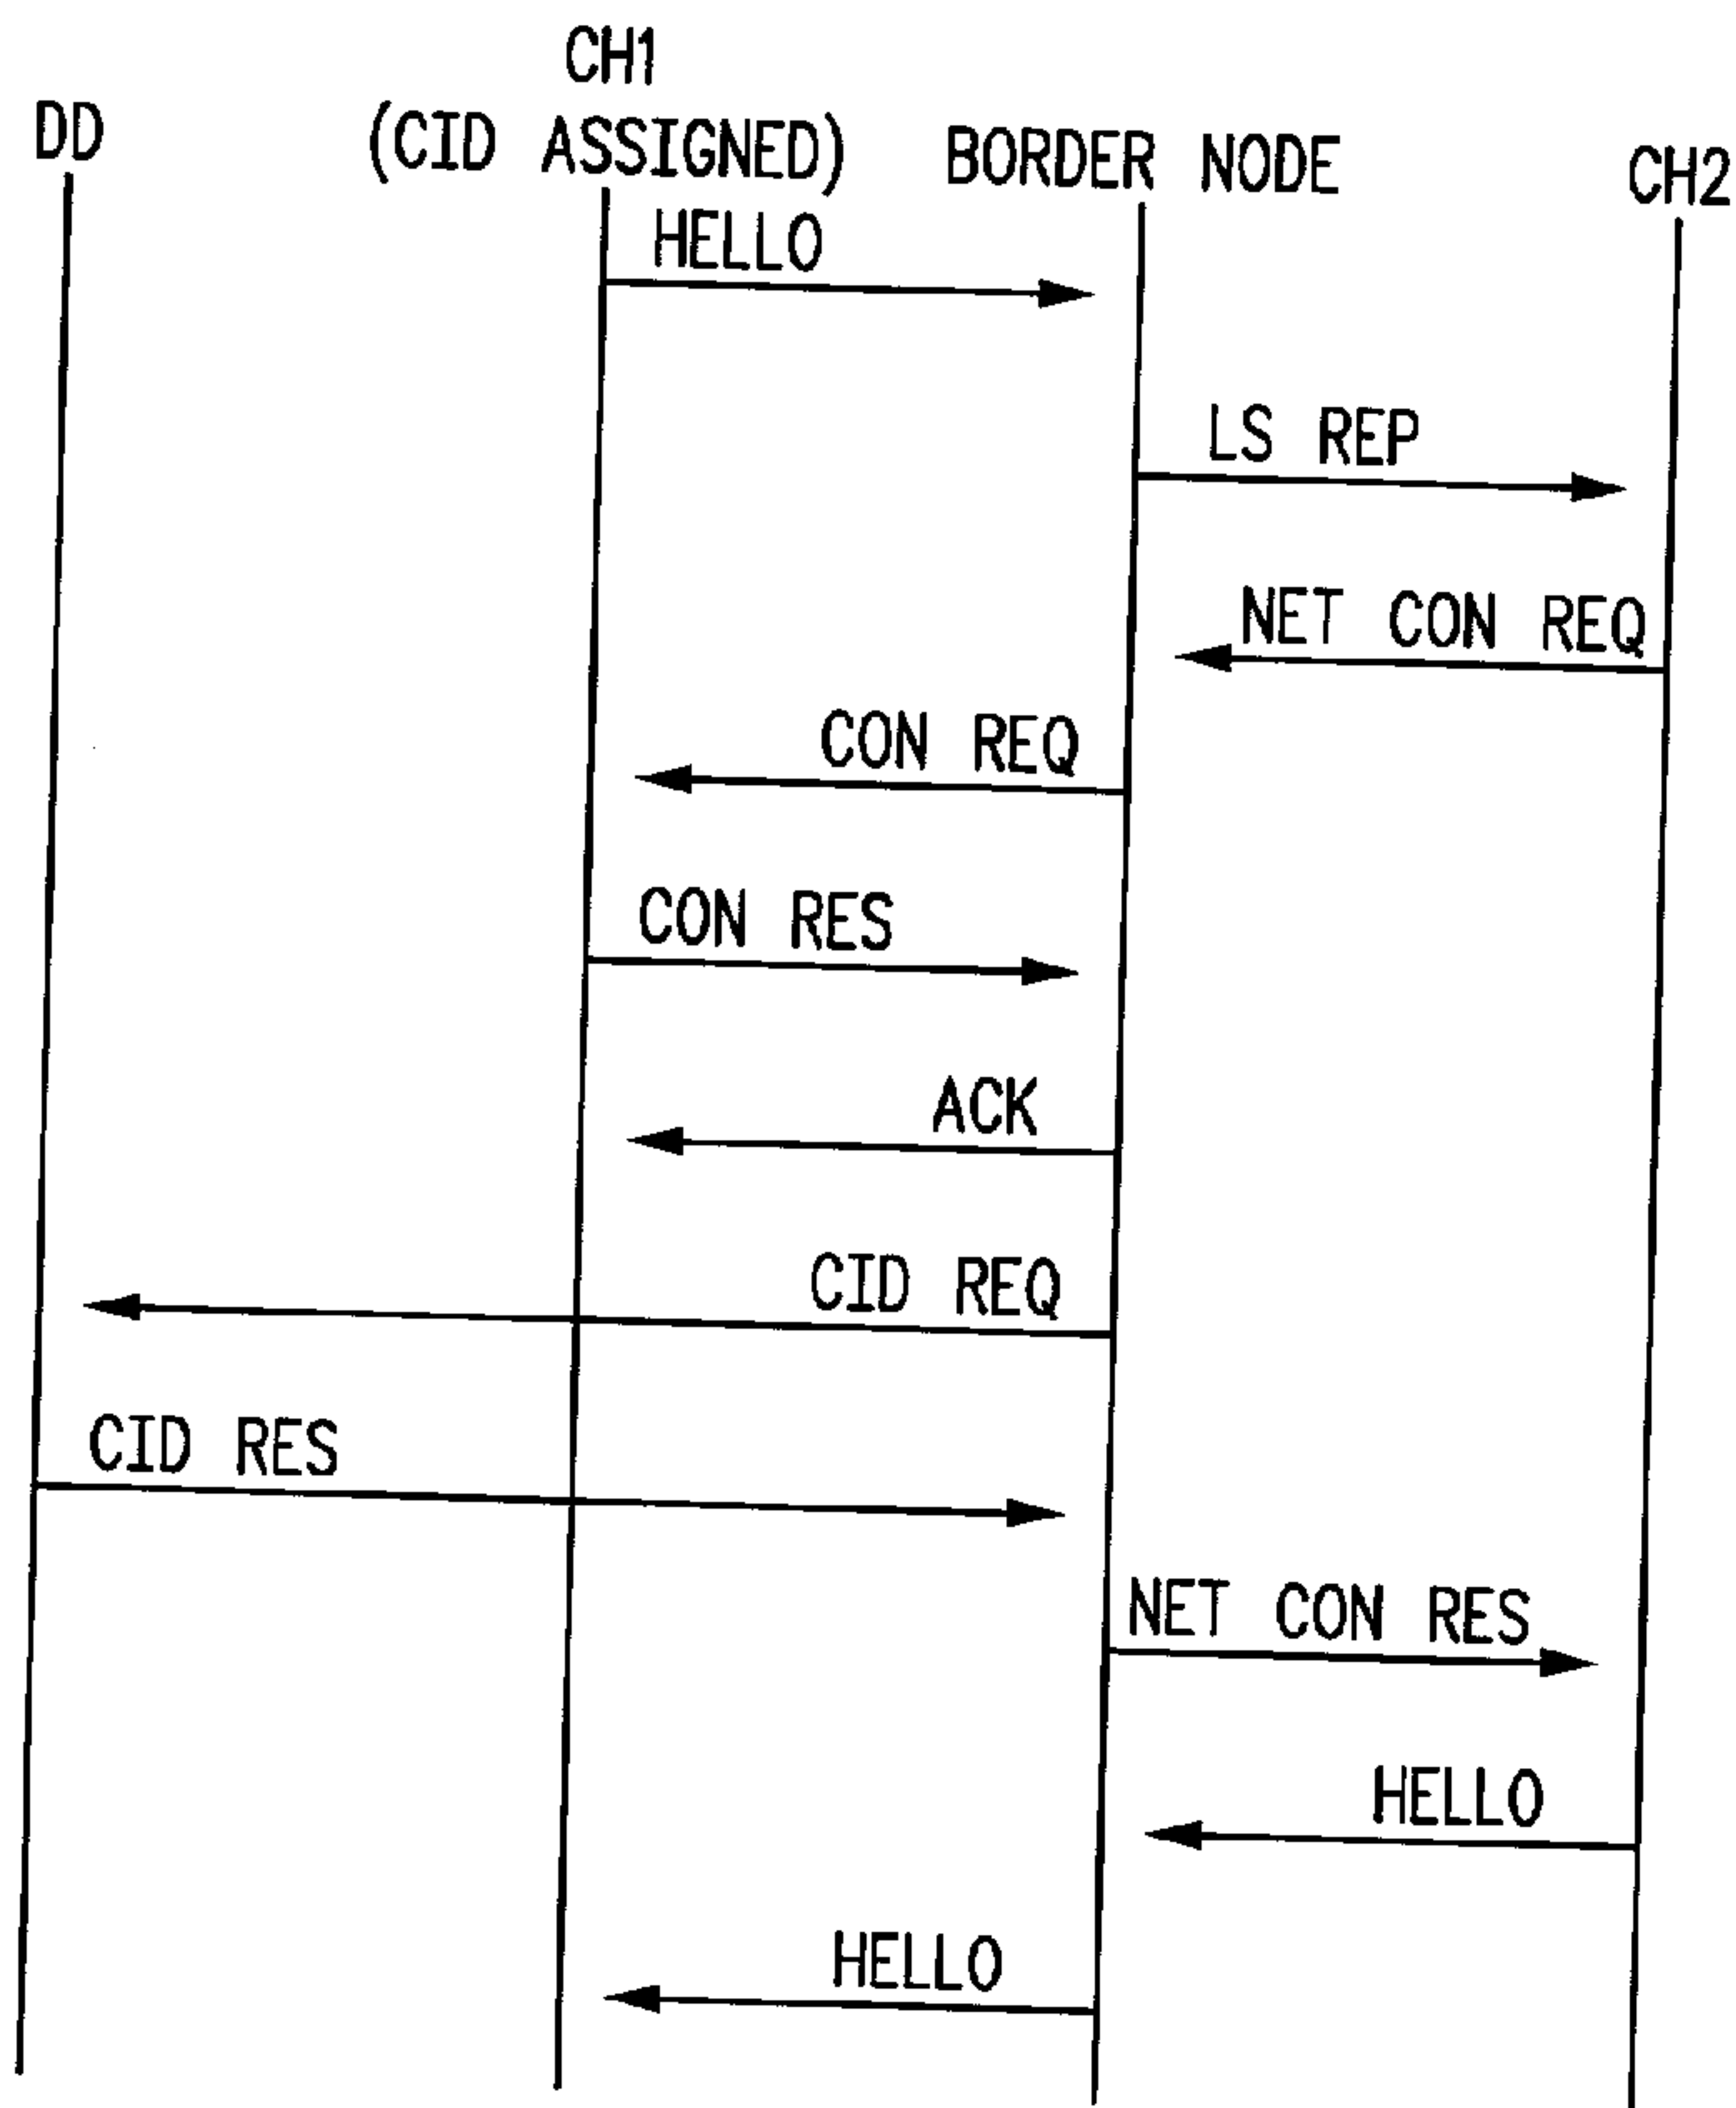 CH1
DD
(CID ASSIGNED)
BORDER NODE
CH2
HELLO
LS REP
NET CON REQ
CON REQ
CON RES
ACK
CID REQ
CID RES
NET CON RES
HELLO
HELLO